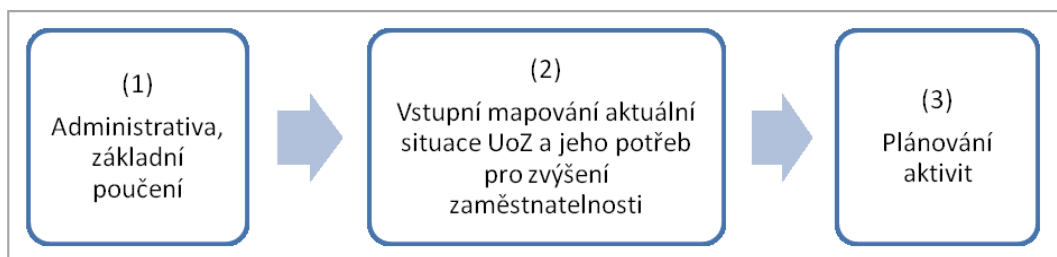 (1)
Administrativa,
základní
poučení
(2)
Vstupní mapování aktuální
situace UoZ a jeho potřeb
pro zvýšení
zaměstnatelnosti
(3)
Plánování
aktivit